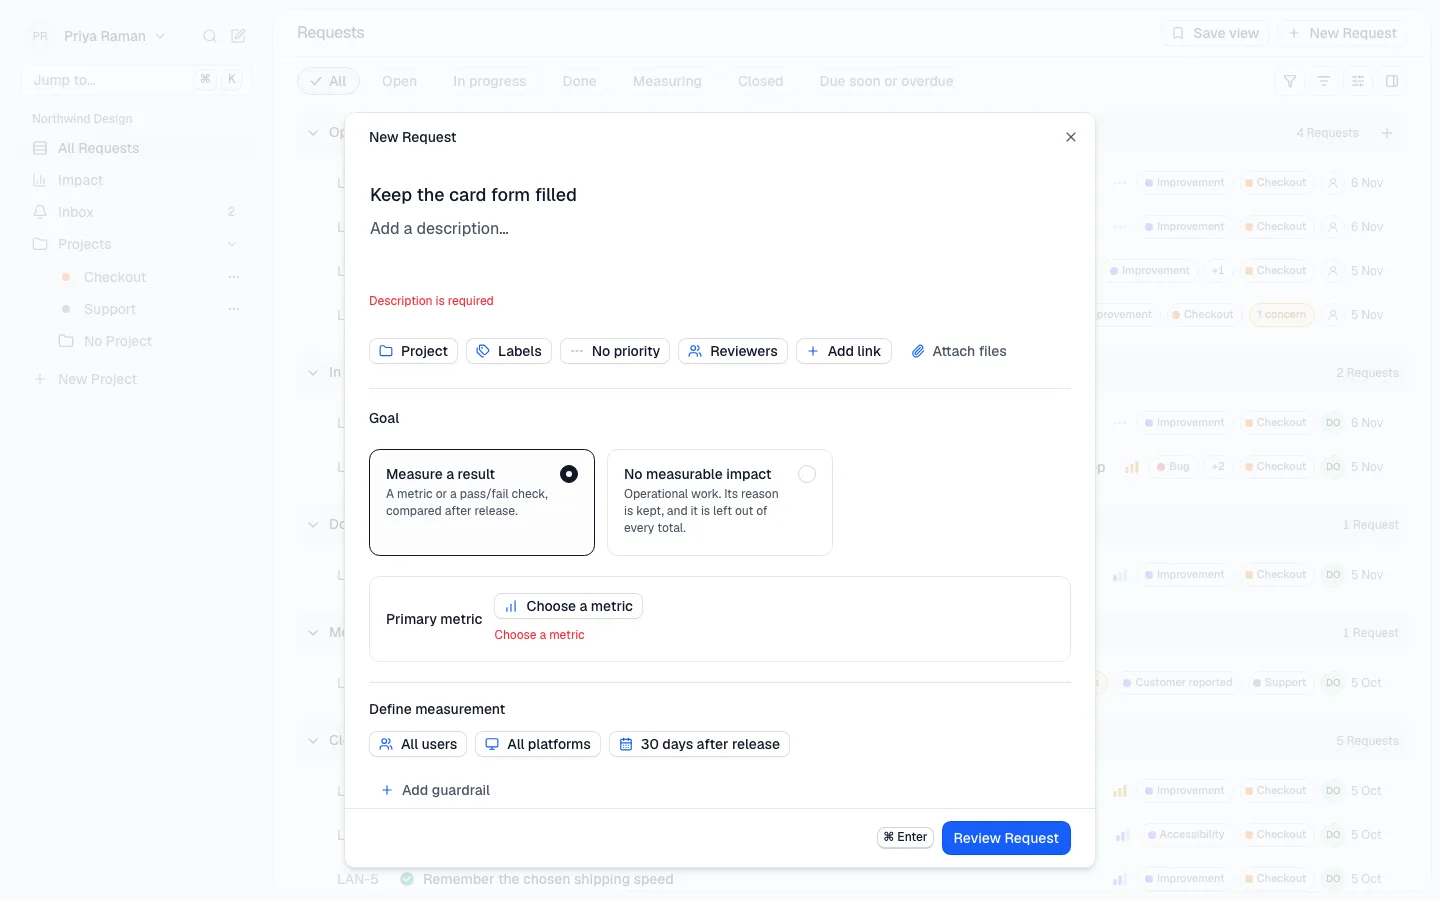 PR Priya Raman
Jump to... ⌘ K
Northwind Design
All Requests
Impact
Inbox 2
Projects
Checkout
Support
No Project
New Project
Requests
Save view
New Request
All
Open
In progress
Done
Measuring
Closed
Due soon or overdue
4 Requests
Improvement Checkout 6 Nov
Improvement Checkout 6 Nov
Improvement +1 Checkout 5 Nov
Checkout 1 concern 5 Nov
2 Requests
Improvement Checkout DO 6 Nov
Bug +2 Checkout DO 5 Nov
1 Request
Improvement Checkout DO 5 Nov
1 Request
Customer reported Support DO 5 Oct
5 Requests
Improvement Checkout DO 5 Oct
Accessibility Checkout DO 5 Oct
LAN-5 Remember the chosen shipping speed Improvement Checkout DO 5 Oct
New Request
Keep the card form filled
Add a description...
Description is required
Project
Labels
No priority
Reviewers
Add link
Attach files
Goal
Measure a result
A metric or a pass/fail check,
compared after release.
No measurable impact
Operational work. Its reason
is kept, and it is left out of
every total.
Primary metric
Choose a metric
Choose a metric
Define measurement
All users
All platforms
30 days after release
Add guardrail
⌘ Enter
Review Request